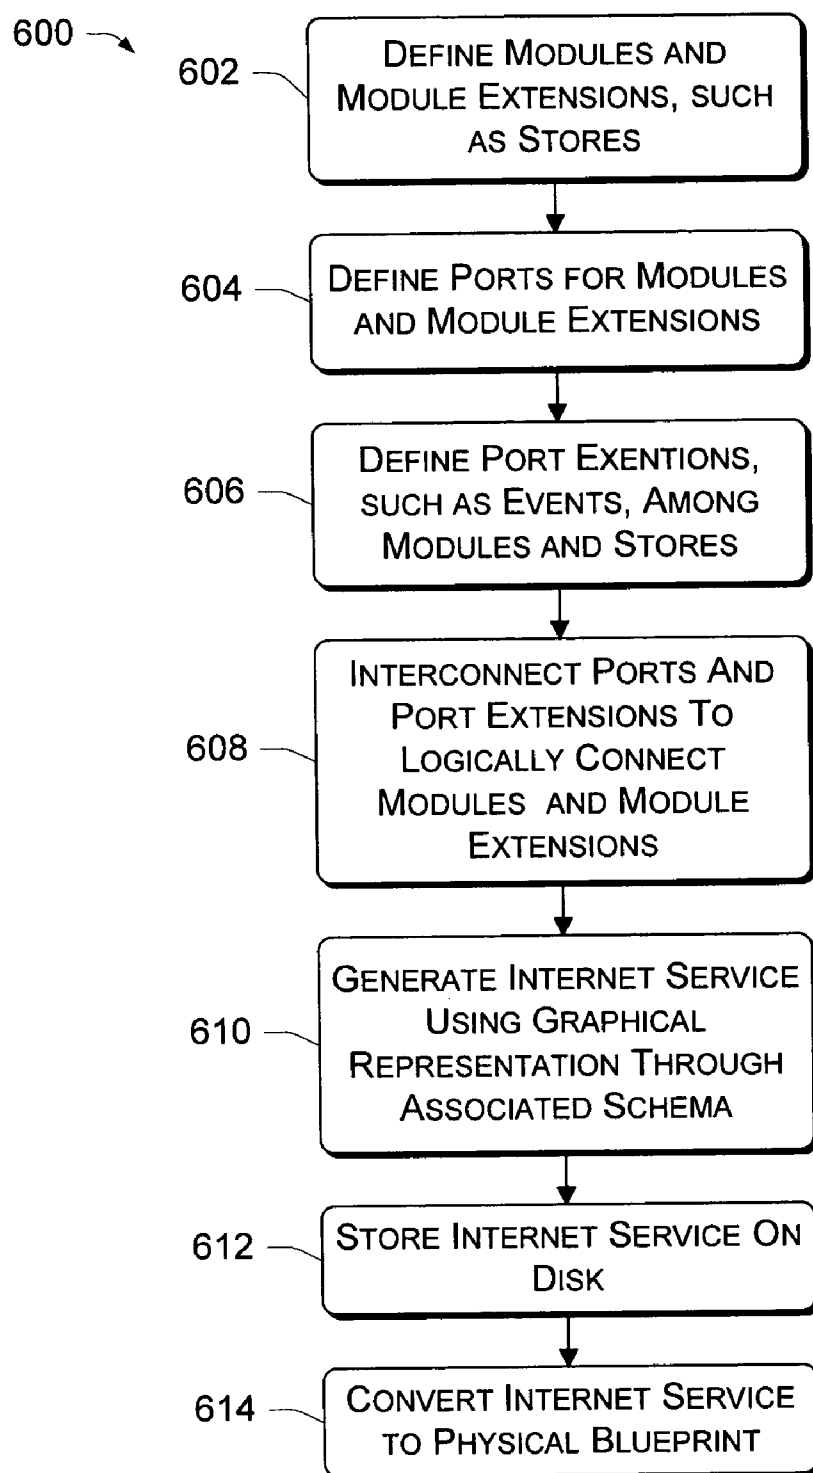 600
602
DEFINE MODULES AND
MODULE EXTENSIONS, SUCH
AS STORES
604
DEFINE PORTS FOR MODULES
AND MODULE EXTENSIONS
606
DEFINE PORT EXENTIONS,
SUCH AS EVENTS, AMONG
MODULES AND STORES
608
INTERCONNECT PORTS AND
PORT EXTENSIONS TO
LOGICALLY CONNECT
MODULES AND MODULE
EXTENSIONS
610
GENERATE INTERNET SERVICE
USING GRAPHICAL
REPRESENTATION THROUGH
ASSOCIATED SCHEMA
612
STORE INTERNET SERVICE ON
DISK
614
CONVERT INTERNET SERVICE
TO PHYSICAL BLUEPRINT